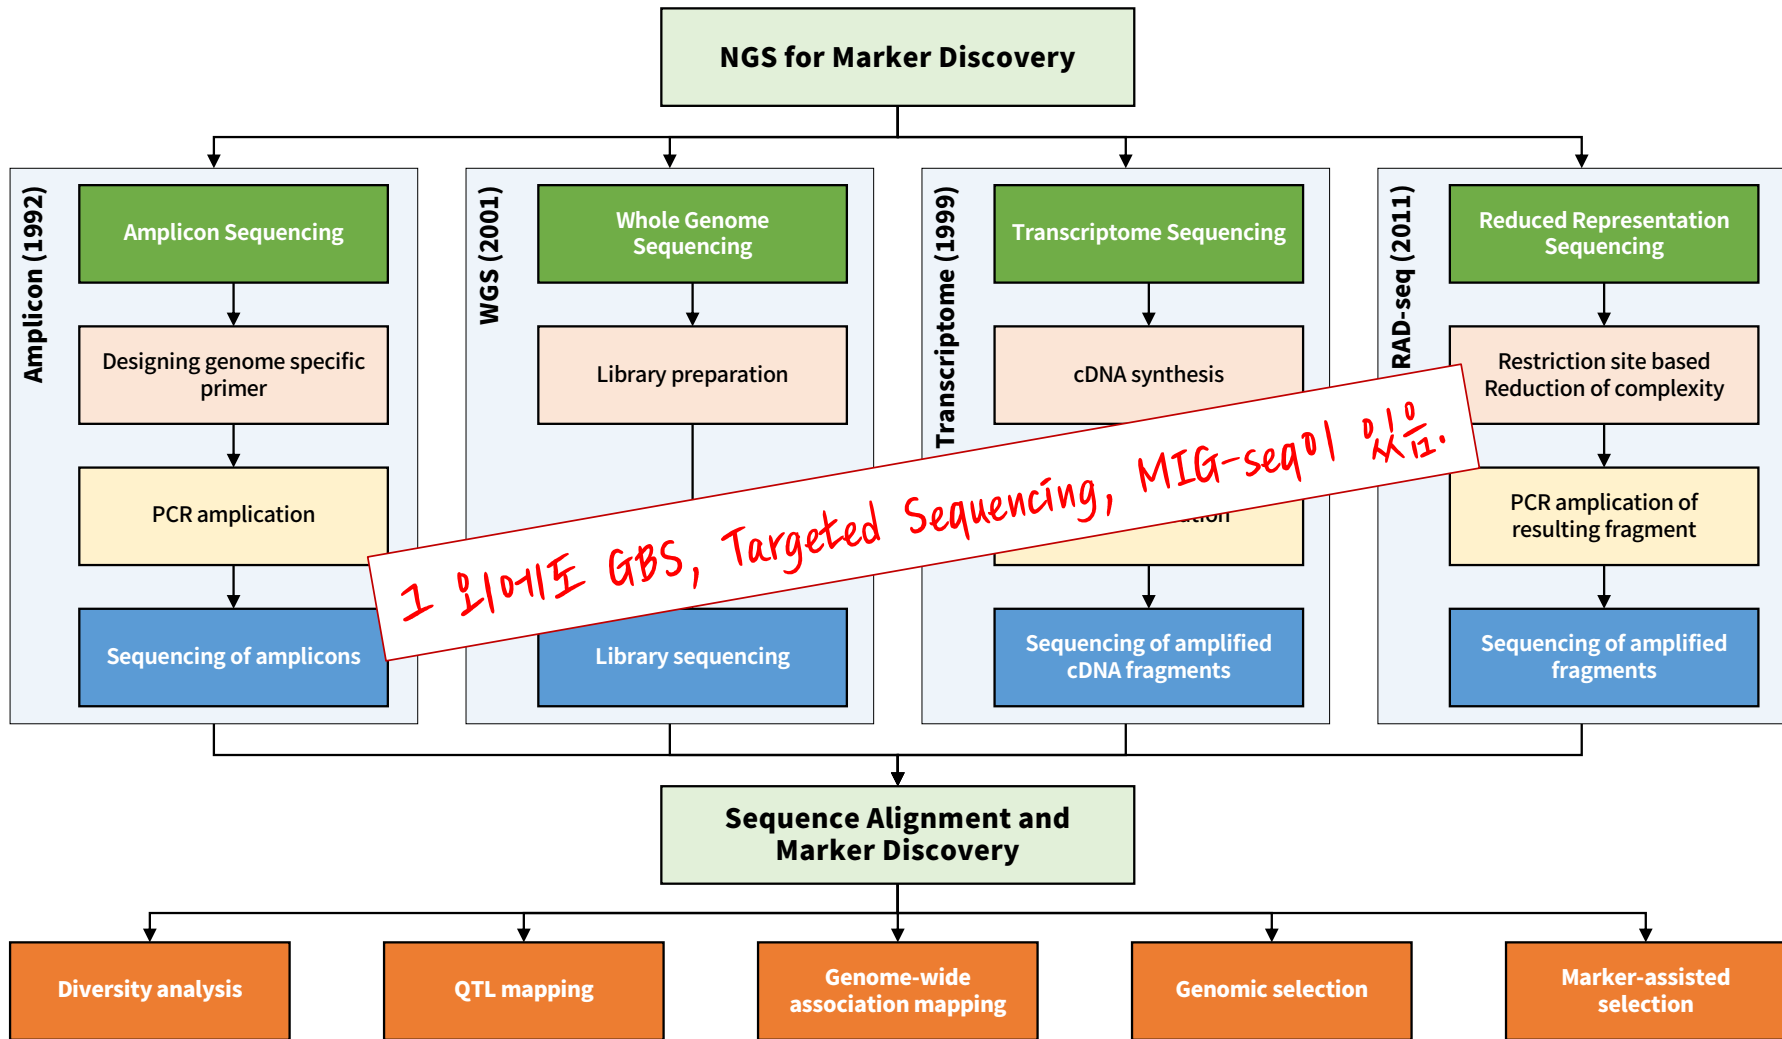 NGS for Marker Discovery
Amplicon (1992)
Amplicon Sequencing
Designing genome specific
primer
PCR amplication
Sequencing of amplicons
WGS (2001)
Whole Genome
Sequencing
Library preparation
Library sequencing
Transcriptome (1999)
Transcriptome Sequencing
cDNA synthesis
Sequencing of amplified
cDNA fragments
RAD-seq (2011)
Reduced Representation
Sequencing
Restriction site based
Reduction of complexity
PCR amplication of
resulting fragment
Sequencing of amplified
fragments
그 외에도 GBS, Targeted Sequencing, MIG-seq이 있음.
Sequence Alignment and
Marker Discovery
Diversity analysis
QTL mapping
Genome-wide
association mapping
Genomic selection
Marker-assisted
selection